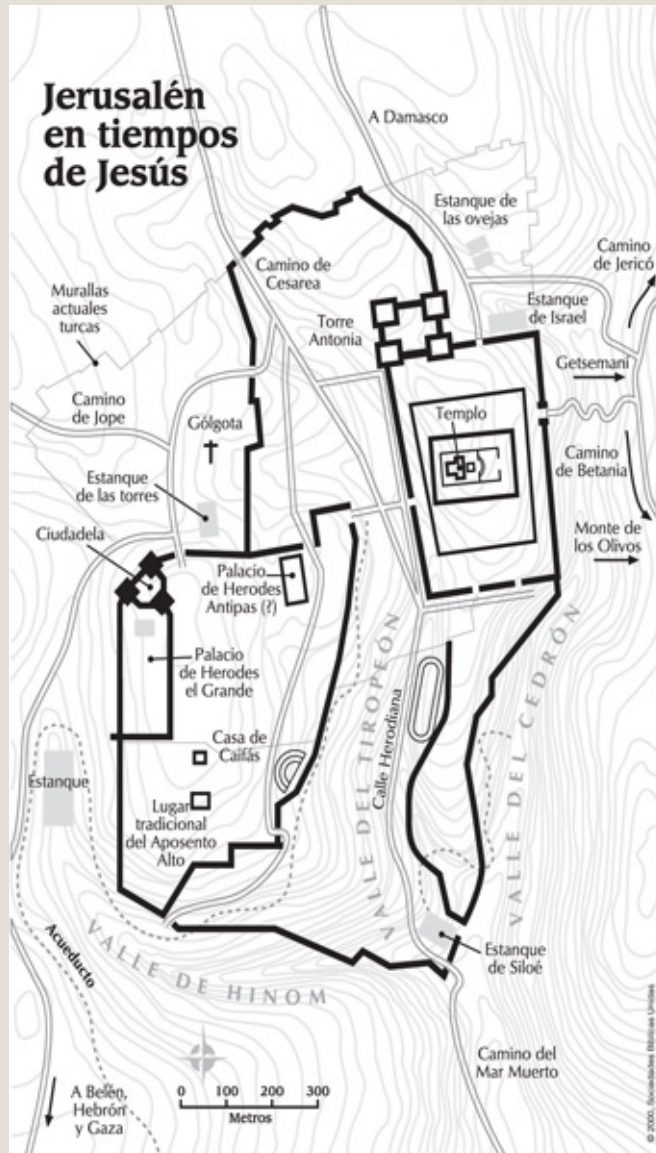 Jerusalén
en tiempos
de Jesús
A Damasco
Estanque de
las ovejas
Camino
de Jericó
Camino de
Cesarea
Murallas
actuales
turcas
Torre
Antonia
Estanque
de Israel
Getsemaní
Camino
de Jope
Gólgota
Templo
Camino
de Betania
Estanque
de las torres
Ciudadela
Monte de
los Olivos
Palacio
de Herodes
Antipas (?)
Palacio
de Herodes
el Grande
VALLE DEL TIROPEÓN
Calle Herodiana
VALLE DEL CEDRÓN
Casa de
Caifás
Estanque
Lugar
tradicional
del Aposento
Alto
Acueducto
VALLE DE HINOM
Estanque
de Siloé
Camino del
Mar Muerto
A Belén,
Hebrón
y Gaza
0 100 200 300
Metros
© 2000, Sociedades Bíblicas Unidas